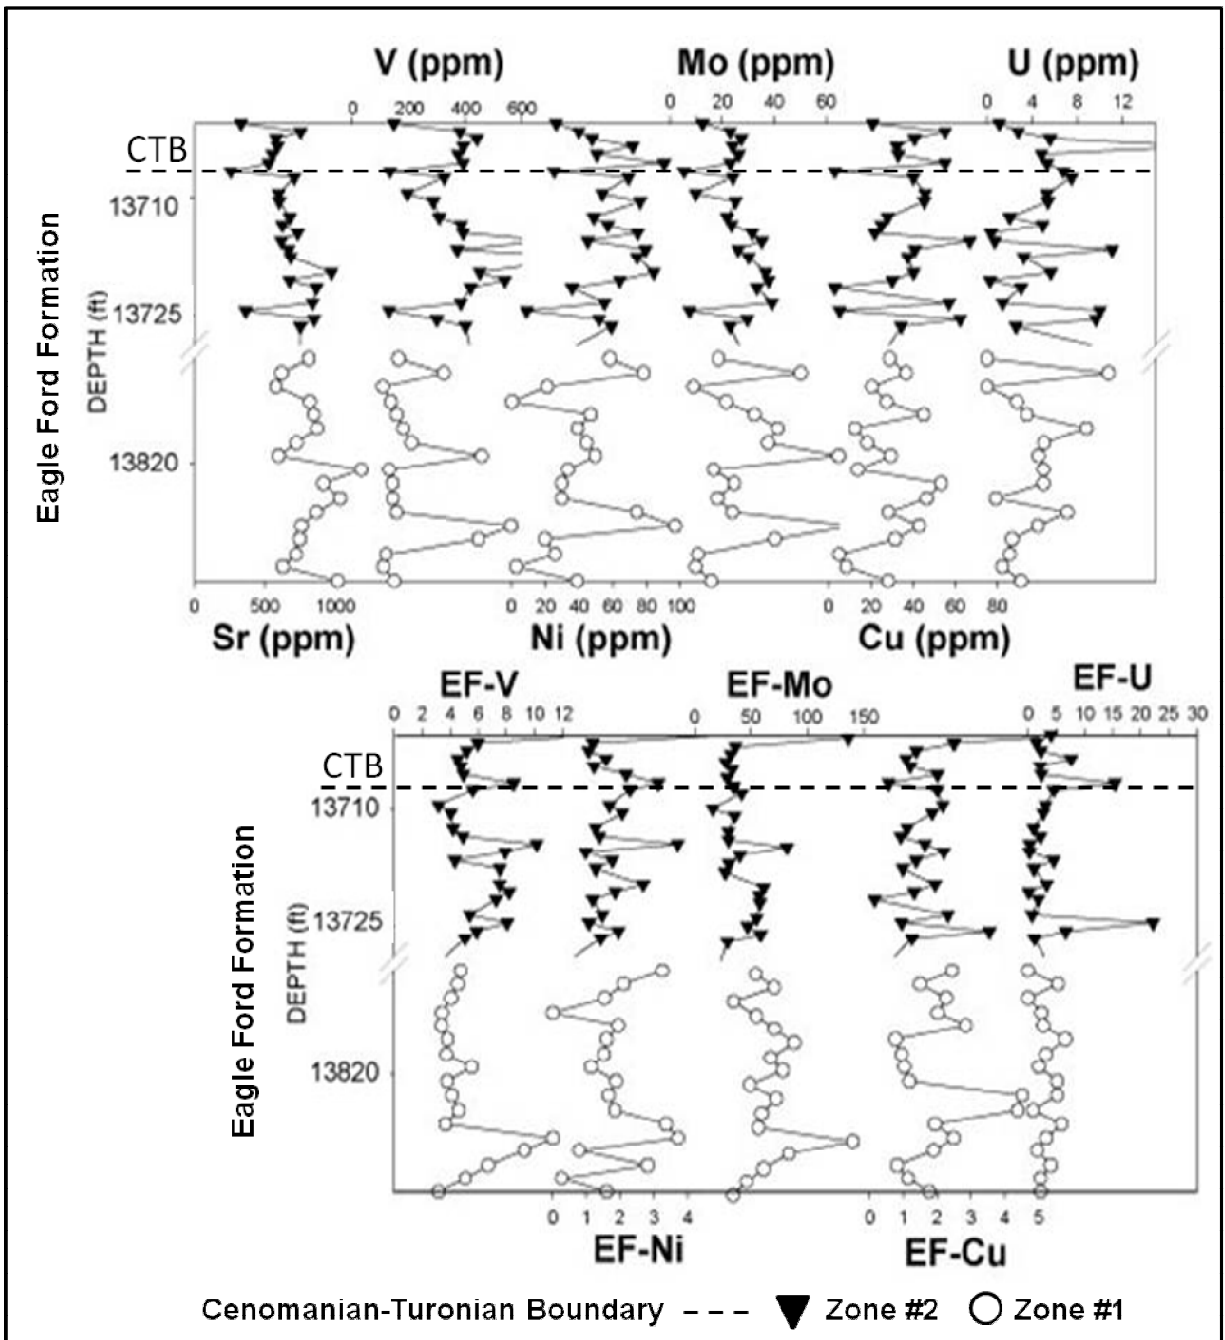 V (ppm) Mo (ppm) U (ppm)
0 200 400 600 0 20 40 60 0 4 8 12
CTB
13710
13725
13820
DEPTH (ft)
Eagle Ford Formation
0 500 1000 0 20 40 60 80 100 0 20 40 60 80
Sr (ppm) Ni (ppm) Cu (ppm)
EF-V EF-Mo EF-U
0 2 4 6 8 10 12 0 50 100 150 0 5 10 15 20 25 30
CTB
13710
13725
13820
DEPTH (ft)
Eagle Ford Formation
0 1 2 3 4 0 1 2 3 4 5
EF-Ni EF-Cu
Cenomanian-Turonian Boundary Zone #2 Zone #1